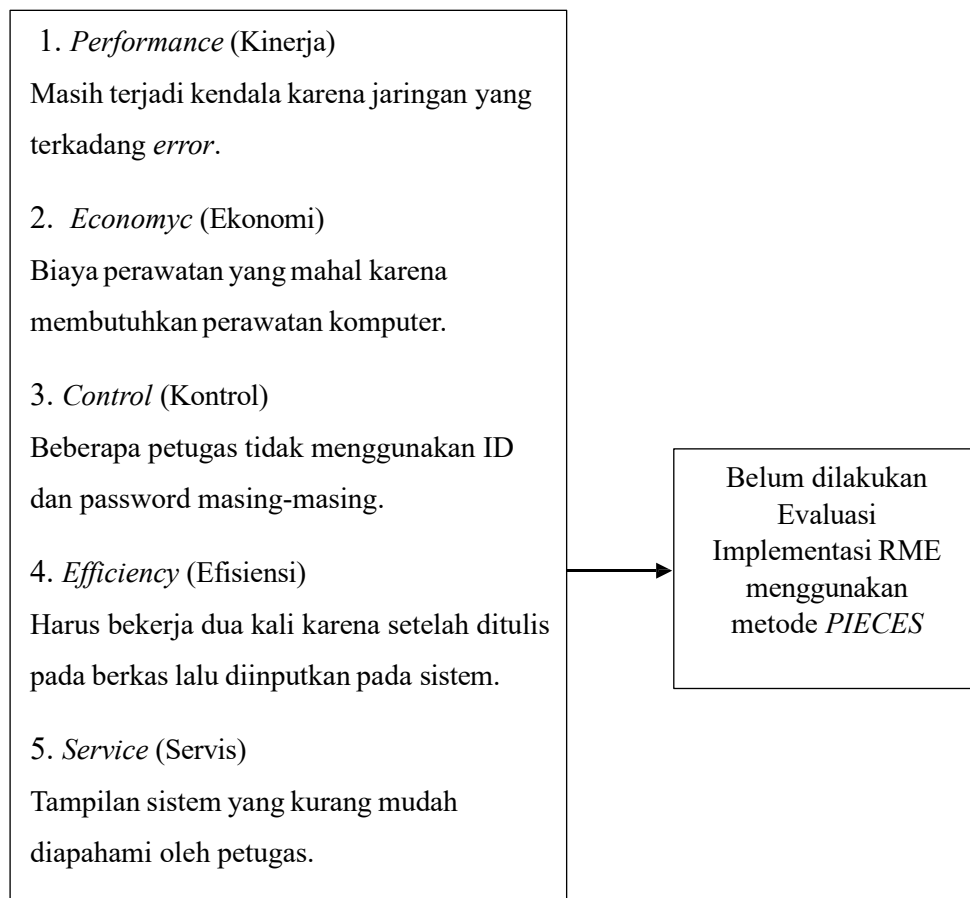 1. Performance (Kinerja)
Masih terjadi kendala karena jaringan yang
terkadang error.
2. Economyc (Ekonomi)
Biaya perawatan yang mahal karena
membutuhkan perawatan komputer.
3. Control (Kontrol)
Beberapa petugas tidak menggunakan ID
dan password masing-masing.
4. Efficiency (Efisiensi)
Harus bekerja dua kali karena setelah ditulis
pada berkas lalu diinputkan pada sistem.
5. Service (Servis)
Tampilan sistem yang kurang mudah
diapahami oleh petugas.
Belum dilakukan
Evaluasi
Implementasi RME
menggunakan
metode PIECES